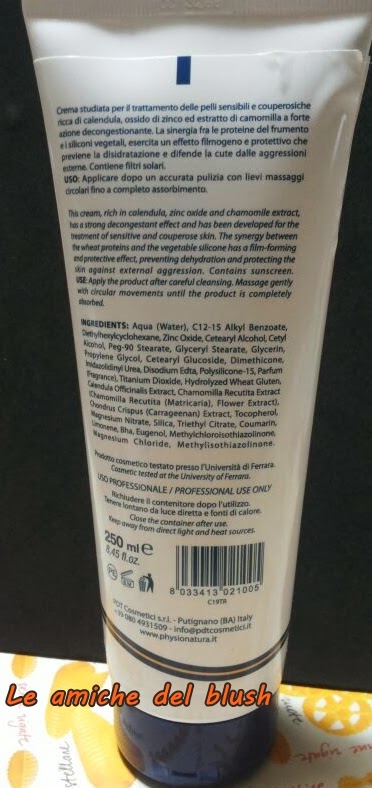 Crema studiata per il trattamento delle pelli sensibili e couperosiche
ricca di calendula, ossido di zinco ed estratto di camomilla a forte
azione decongestionante. La sinergia fra le proteine del frumento
e i siliconi vegetali, esercita un effetto filmogeno e protettivo che
previene la disidratazione e difende la cute dalle aggressioni
esterne. Contiene filtri solari.
USO: Applicare dopo un accurata pulizia con lievi massaggi
circolari fino a completo assorbimento.
This cream, rich in calendula, zinc oxide and chamomile extract,
has a strong decongestant effect and has been developed for the
treatment of sensitive and couperose skin. The synergy between
the wheat proteins and the vegetable silicone has a film-forming
and protective effect, preventing dehydration and protecting the
skin against external aggression. Contains sunscreen.
USE: Apply the product after careful cleansing. Massage gently
with circular movements until the product is completely
absorbed.
INGREDIENTS: Aqua (Water), C12-15 Alkyl Benzoate,
Diethylhexylcyclohexane, Zinc Oxide, Cetearyl Alcohol, Cetyl
Alcohol, Peg-90 Stearate, Glyceryl Stearate, Glycerin,
Propylene Glycol, Cetearyl Glucoside, Dimethicone,
Imidazolidinyl Urea, Disodium Edta, Polysilicone-15, Parfum
(Fragrance), Titanium Dioxide, Hydrolyzed Wheat Gluten,
Calendula Officinalis Extract, Chamomilla Recutita Extract
(Chamomilla Recutita (Matricaria), Flower Extract),
Chondrus Crispus (Carrageenan) Extract, Tocopherol,
Magnesium Nitrate, Silica, Triethyl Citrate, Coumarin,
Limonene, Bha, Eugenol, Methylchloroisothiazolinone,
Magnesium Chloride, Methylisothiazolinone.
Prodotto cosmetico testato presso l'Università di Ferrara.
Cosmetic tested at the University of Ferrara.
USO PROFESSIONALE / PROFESSIONAL USE ONLY
Richiudere il contenitore dopo l'utilizzo.
Tenere lontano da luce diretta e fonti di calore.
Close the container after use.
Keep away from direct light and heat sources.
250 ml e
8.45 fl.oz.
8 033413 021005
C19TR
PDT Cosmetici s.r.l. - Putignano (BA) Italy
+39 080 4931509 - info@pdtcosmetici.it
www.physionatura.it
Le amiche del blush
stellone